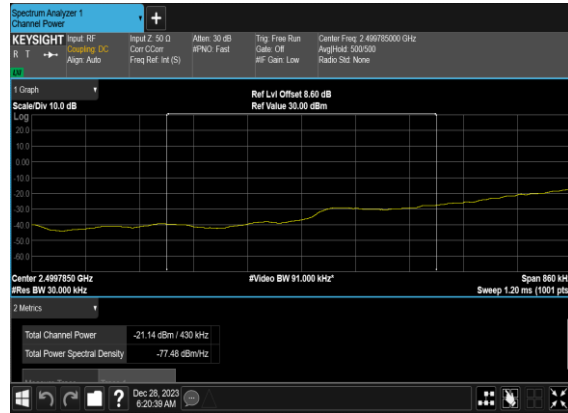 Spectrum Analyzer 1
Channel Power
+
KEYSIGHT
R T
LW
Input: RF
Coupling: DC
Align: Auto
Input Z: 50 Ω
Corr CCorr
Freq Ref: Int (S)
Atten: 30 dB
#PNO: Fast
Trig: Free Run
Gate: Off
#IF Gain: Low
Center Freq: 2.499785000 GHz
Avg|Hold: 500/500
Radio Std: None
1 Graph
Scale/Div 10.0 dB
Ref Lvl Offset 8.60 dB
Ref Value 30.00 dBm
Log
20.0
10.0
0.00
-10.0
-20.0
-30.0
-40.0
-50.0
-60.0
Center 2.4997850 GHz
#Res BW 30.000 kHz
#Video BW 91.000 kHz*
Span 860 kH
Sweep 1.20 ms (1001 pts
2 Metrics
Total Channel Power -21.14 dBm / 430 kHz
Total Power Spectral Density -77.48 dBm/Hz
?
Dec 28, 2023
6:20:39 AM